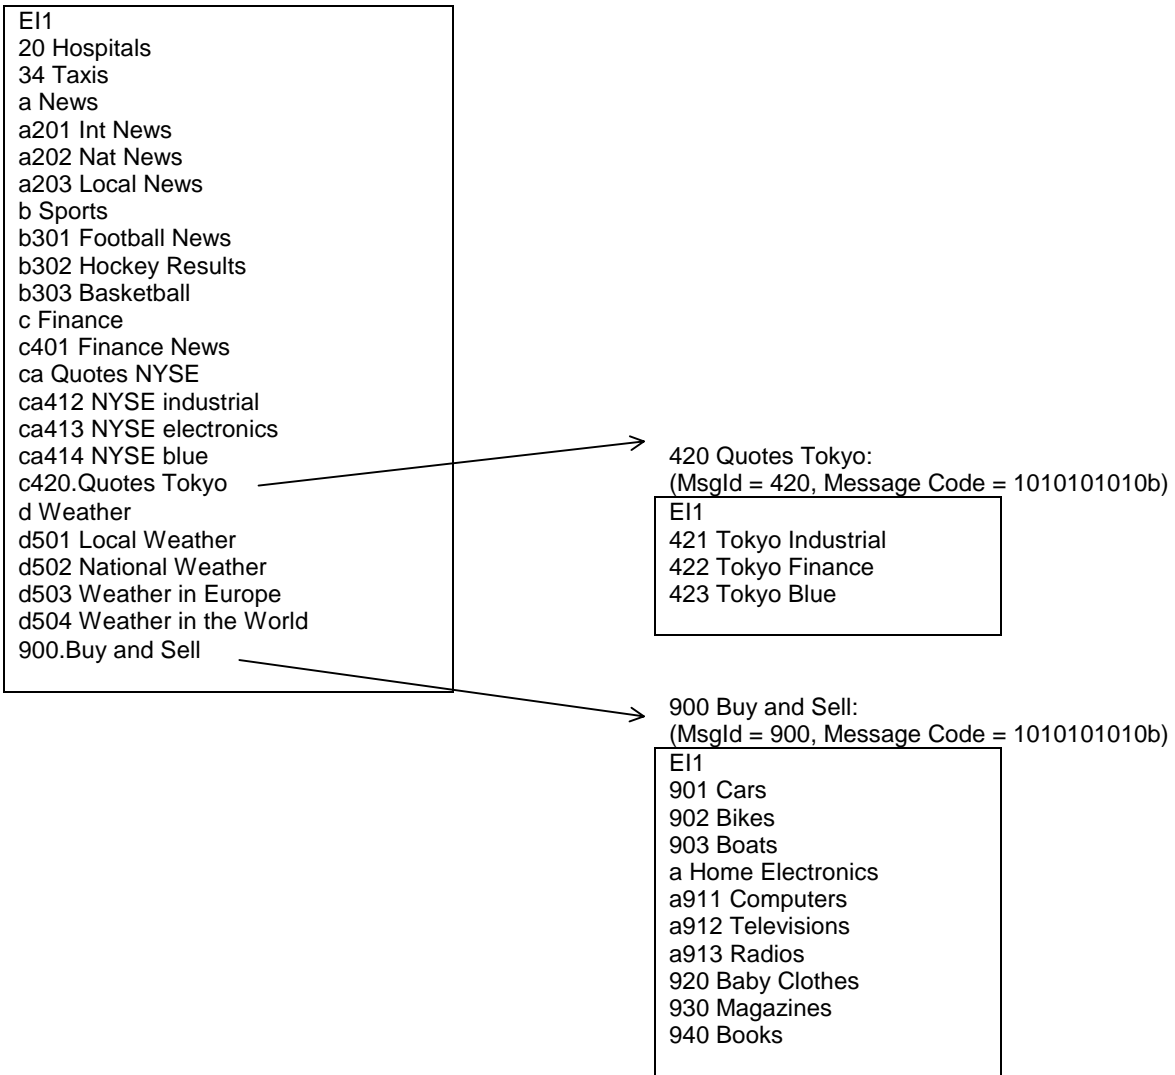 EI1
20 Hospitals
34 Taxis
a News
a201 Int News
a202 Nat News
a203 Local News
b Sports
b301 Football News
b302 Hockey Results
b303 Basketball
c Finance
c401 Finance News
ca Quotes NYSE
ca412 NYSE industrial
ca413 NYSE electronics
ca414 NYSE blue
c420.Quotes Tokyo
d Weather
d501 Local Weather
d502 National Weather
d503 Weather in Europe
d504 Weather in the World
900.Buy and Sell
420 Quotes Tokyo:
(MsgId = 420, Message Code = 1010101010b)
EI1
421 Tokyo Industrial
422 Tokyo Finance
423 Tokyo Blue
900 Buy and Sell:
(MsgId = 900, Message Code = 1010101010b)
EI1
901 Cars
902 Bikes
903 Boats
a Home Electronics
a911 Computers
a912 Televisions
a913 Radios
920 Baby Clothes
930 Magazines
940 Books